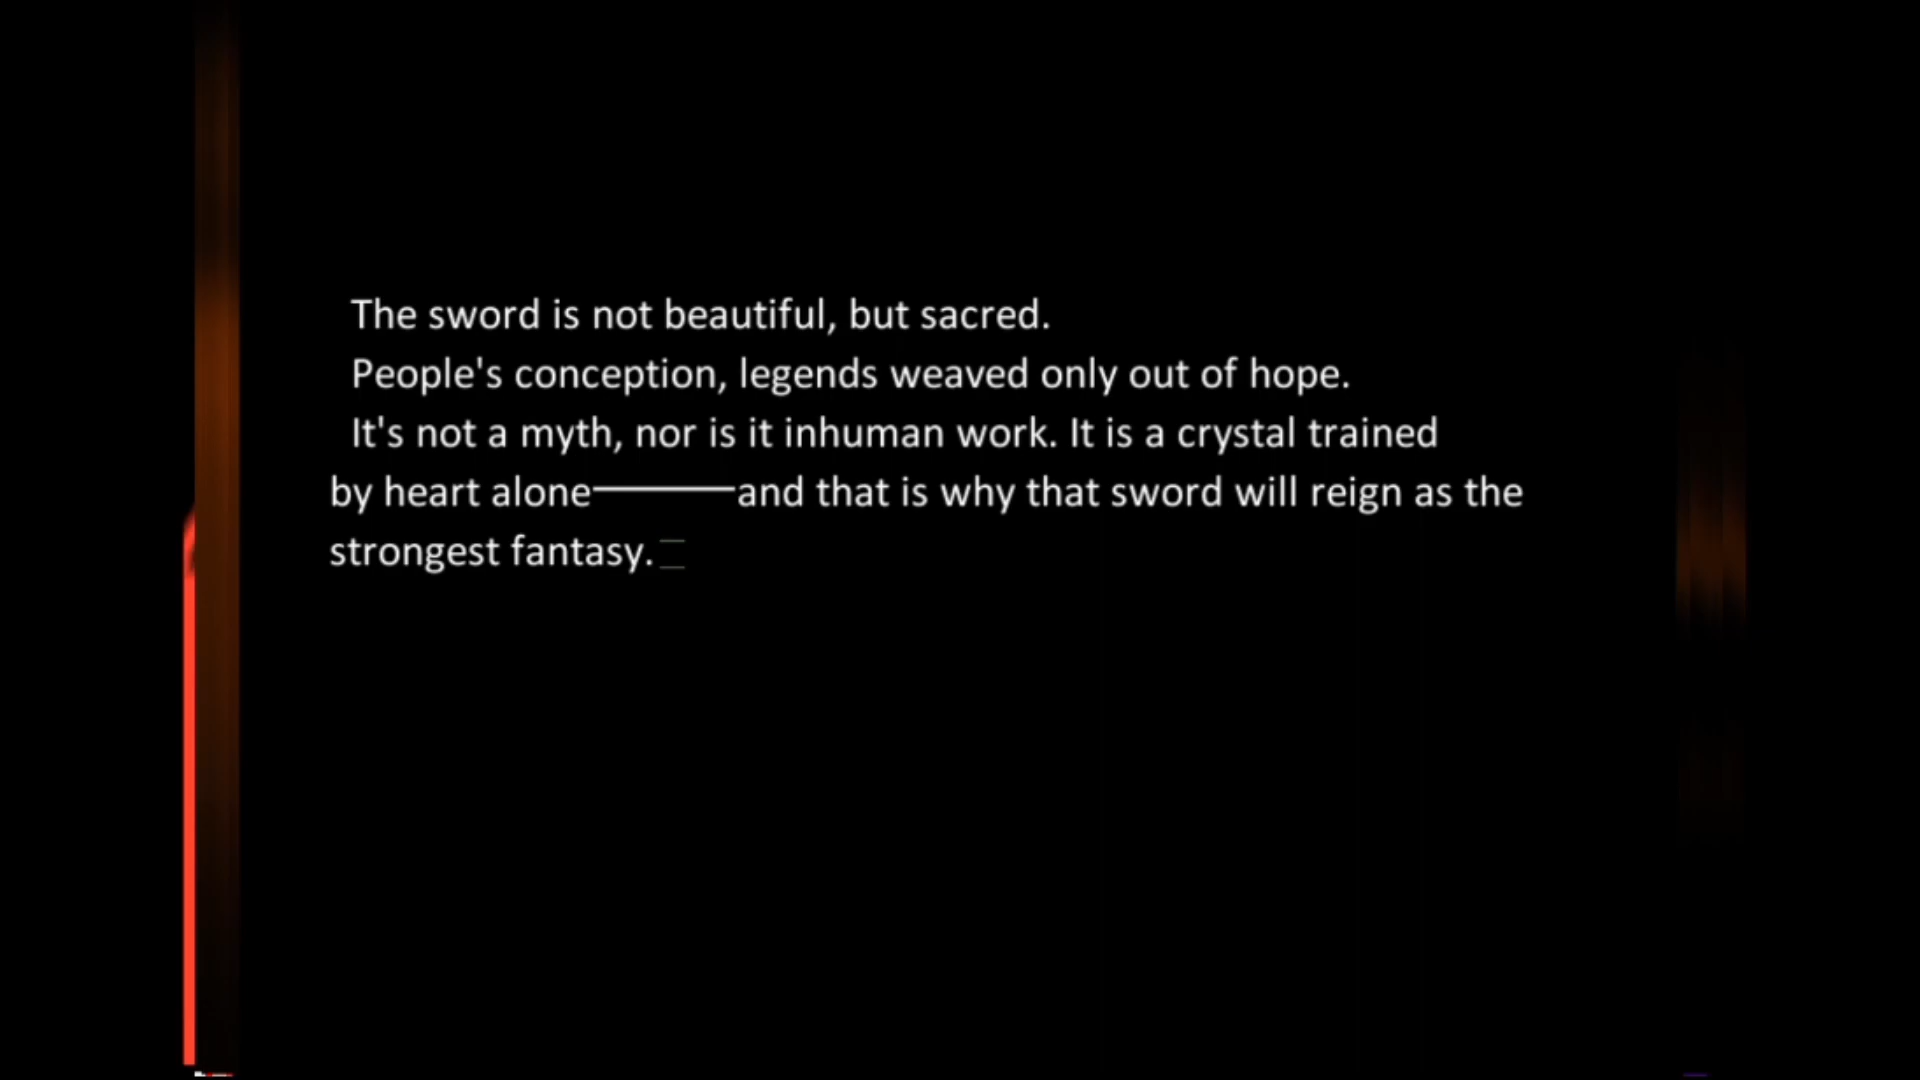 The sword is not beautiful, but sacred.
People's conception, legends weaved only out of hope.
It's not a myth, nor is it inhuman work. It is a crystal trained
by heart alone————and that is why that sword will reign as the
strongest fantasy.